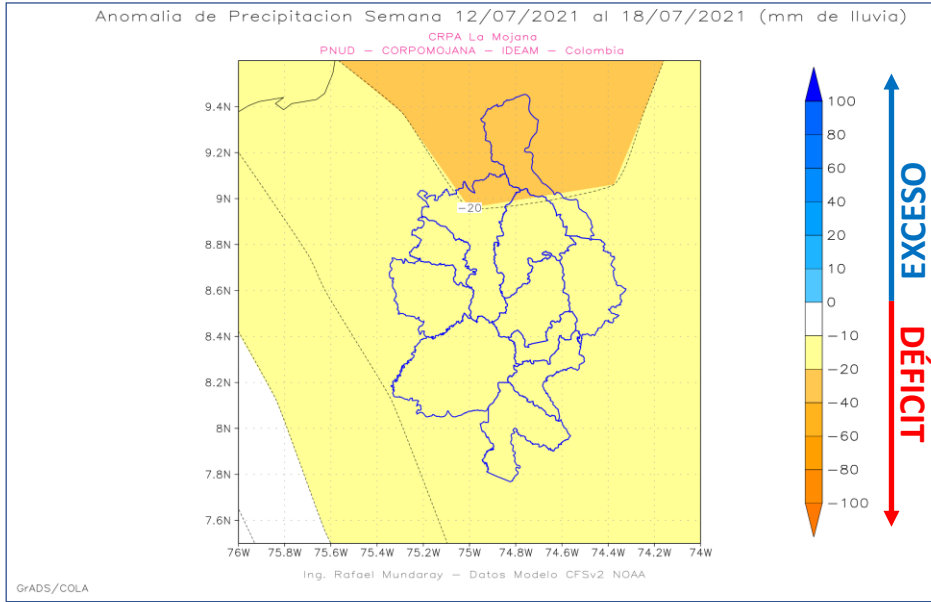 Anomalia de Precipitacion Semana 12/07/2021 al 18/07/2021 (mm de lluvia)
CRPA La Mojana
PNUD – CORPOMOJANA – IDEAM – Colombia
9.4N
9.2N
9N
8.8N
8.6N
8.4N
8.2N
8N
7.8N
7.6N
−20
76W 75.8W 75.6W 75.4W 75.2W 75W 74.8W 74.6W 74.4W 74.2W 74W
100
80
60
40
20
10
0
−10
−20
−40
−60
−80
−100
EXCESO
DÉFICIT
Ing. Rafael Mundaray – Datos Modelo CFSv2 NOAA
GrADS/COLA